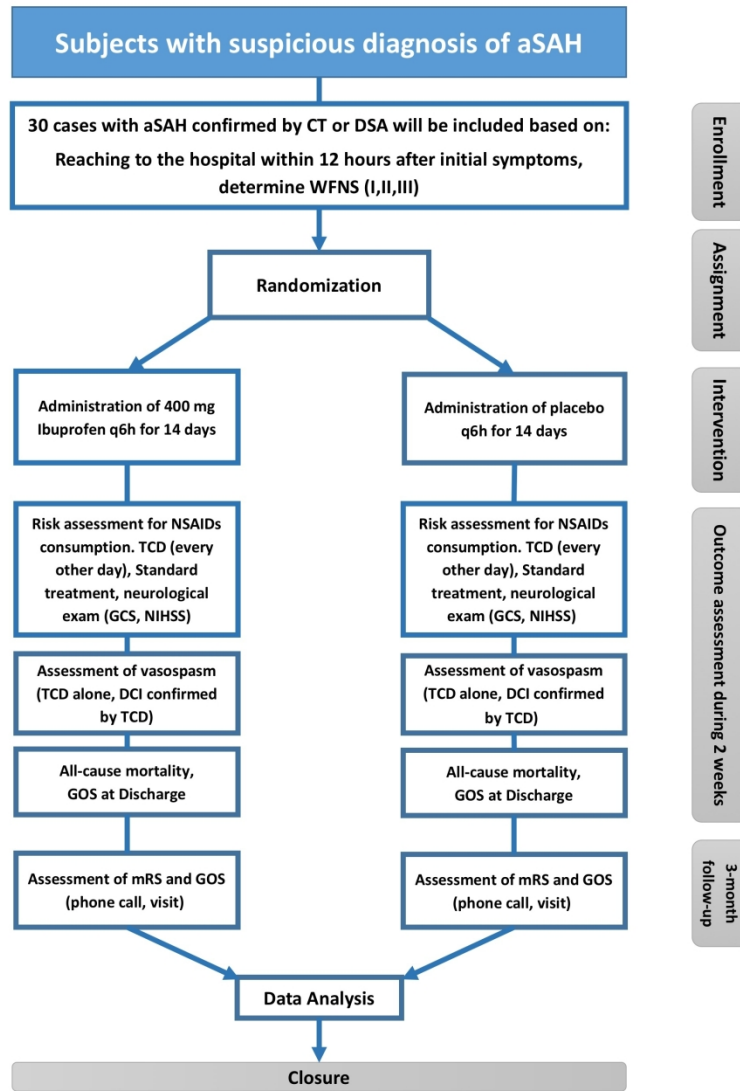 Subjects with suspicious diagnosis of aSAH
30 cases with aSAH confirmed by CT or DSA will be included based on:
Reaching to the hospital within 12 hours after initial symptoms,
determine WFNS (I,II,III)
Enrollment
Randomization
Assignment
Administration of 400 mg
Ibuprofen q6h for 14 days
Administration of placebo
q6h for 14 days
Intervention
Risk assessment for NSAIDs
consumption. TCD (every
other day), Standard
treatment, neurological
exam (GCS, NIHSS)
Risk assessment for NSAIDs
consumption. TCD (every
other day), Standard
treatment, neurological
exam (GCS, NIHSS)
Assessment of vasospasm
(TCD alone, DCI confirmed
by TCD)
Assessment of vasospasm
(TCD alone, DCI confirmed
by TCD)
All-cause mortality,
GOS at Discharge
All-cause mortality,
GOS at Discharge
Outcome assessment during 2 weeks
Assessment of mRS and GOS
(phone call, visit)
Assessment of mRS and GOS
(phone call, visit)
3-month
follow-up
Data Analysis
Closure